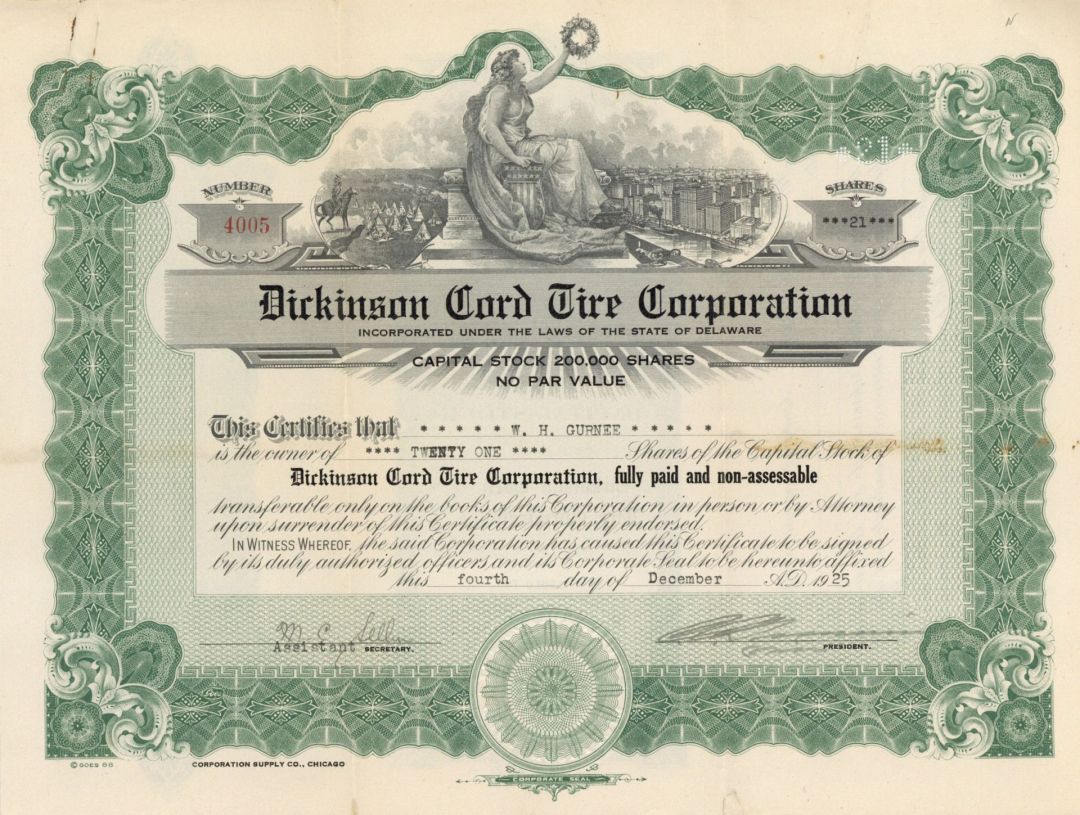 NUMBER
4005
SHARES
***21***
Dickinson Cord Tire Corporation
INCORPORATED UNDER THE LAWS OF THE STATE OF DELAWARE
CAPITAL STOCK 200,000 SHARES
NO PAR VALUE
This Certifies that * * * * * W. H. GURNEE * * * * *
is the owner of **** TWENTY ONE **** Shares of the Capital Stock of
Dickinson Cord Tire Corporation, fully paid and non-assessable
transferable only on the books of this Corporation in person or by Attorney
upon surrender of this Certificate properly endorsed.
IN WITNESS WHEREOF, the said Corporation has caused this Certificate to be signed
by its duly authorized officers and its Corporate Seal to be hereunto affixed
this fourth day of December A.D. 1925
M. C.
Assistant SECRETARY.
PRESIDENT.
© GOES 88
CORPORATION SUPPLY CO., CHICAGO
CORPORATE SEAL